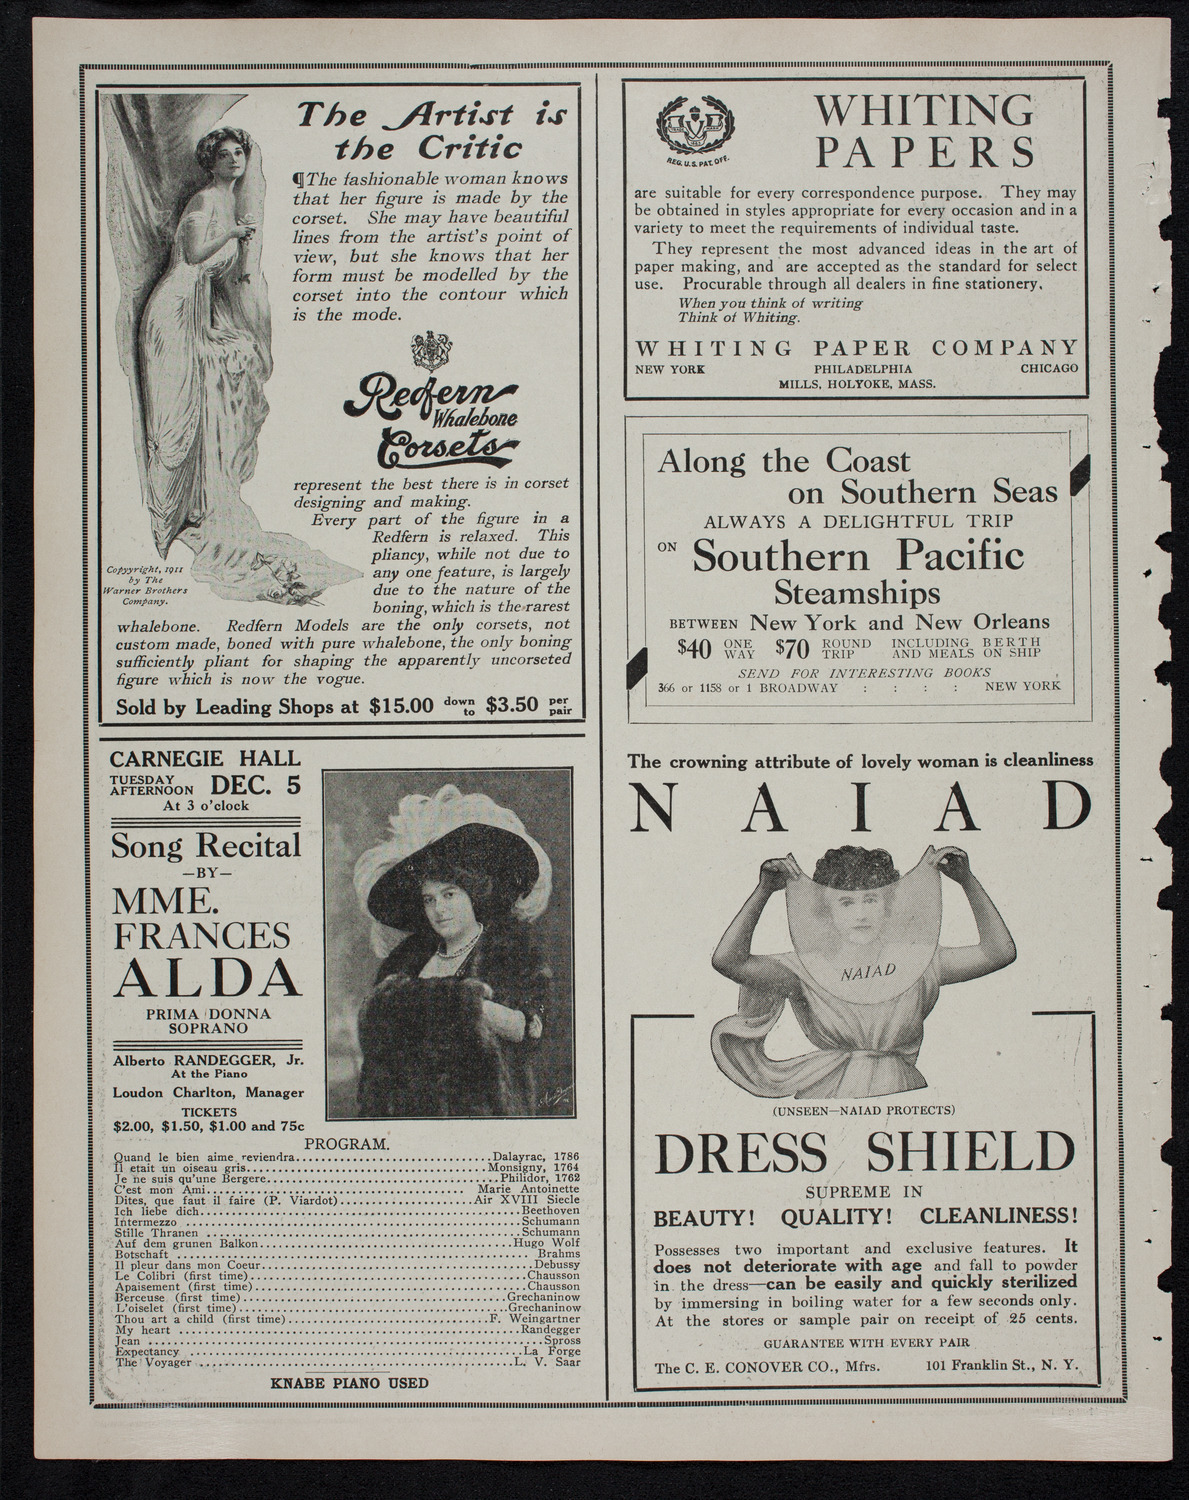 The Artist is
the Critic
¶The fashionable woman knows
that her figure is made by the
corset. She may have beautiful
lines from the artist's point of
view, but she knows that her
form must be modelled by the
corset into the contour which
is the mode.
Redfern
Whalebone
Corsets
represent the best there is in corset
designing and making.
Every part of the figure in a
Redfern is relaxed. This
pliancy, while not due to
any one feature, is largely
due to the nature of the
boning, which is the rarest
whalebone. Redfern Models are the only corsets, not
custom made, boned with pure whalebone, the only boning
sufficiently pliant for shaping the apparently uncorseted
figure which is now the vogue.
Copyright, 1911
by The
Warner Brothers
Company.
Sold by Leading Shops at $15.00 down to $3.50 per pair
CARNEGIE HALL
TUESDAY AFTERNOON DEC. 5
At 3 o'clock
Song Recital
—BY—
MME.
FRANCES
ALDA
PRIMA DONNA
SOPRANO
Alberto RANDEGGER, Jr.
At the Piano
Loudon Charlton, Manager
TICKETS
$2.00, $1.50, $1.00 and 75c
PROGRAM.
Quand le bien aime reviendra....Dalayrac, 1786
Il etait un oiseau gris....Monsigny, 1764
Je ne suis qu'une Bergere....Philidor, 1762
C'est mon Ami....Marie Antoinette
Dites, que faut il faire (P. Viardot)....Air XVIII Siecle
Ich liebe dich....Beethoven
Intermezzo....Schumann
Stille Thranen....Schumann
Auf dem grunen Balkon....Hugo Wolf
Botschaft....Brahms
Il pleur dans mon Coeur....Debussy
Le Colibri (first time)....Chausson
Apaisement (first time)....Chausson
Berceuse (first time)....Grechaninow
L'oiselet (first time)....Grechaninow
Thou art a child (first time)....F. Weingartner
My heart....Randegger
Jean....Spross
Expectancy....La Forge
The Voyager....L. V. Saar
KNABE PIANO USED
REG. U.S. PAT. OFF.
WHITING
PAPERS
are suitable for every correspondence purpose. They may
be obtained in styles appropriate for every occasion and in a
variety to meet the requirements of individual taste.
They represent the most advanced ideas in the art of
paper making, and are accepted as the standard for select
use. Procurable through all dealers in fine stationery.
When you think of writing
Think of Whiting.
WHITING PAPER COMPANY
NEW YORK PHILADELPHIA CHICAGO
MILLS, HOLYOKE, MASS.
Along the Coast
on Southern Seas
ALWAYS A DELIGHTFUL TRIP
ON Southern Pacific
Steamships
BETWEEN New York and New Orleans
$40 ONE WAY $70 ROUND TRIP INCLUDING BERTH AND MEALS ON SHIP
SEND FOR INTERESTING BOOKS
366 or 1158 or 1 BROADWAY : : : : NEW YORK
The crowning attribute of lovely woman is cleanliness
NAIAD
NAIAD
(UNSEEN—NAIAD PROTECTS)
DRESS SHIELD
SUPREME IN
BEAUTY! QUALITY! CLEANLINESS!
Possesses two important and exclusive features. It
does not deteriorate with age and fall to powder
in the dress—can be easily and quickly sterilized
by immersing in boiling water for a few seconds only.
At the stores or sample pair on receipt of 25 cents.
GUARANTEE WITH EVERY PAIR
The C. E. CONOVER CO., Mfrs. 101 Franklin St., N. Y.